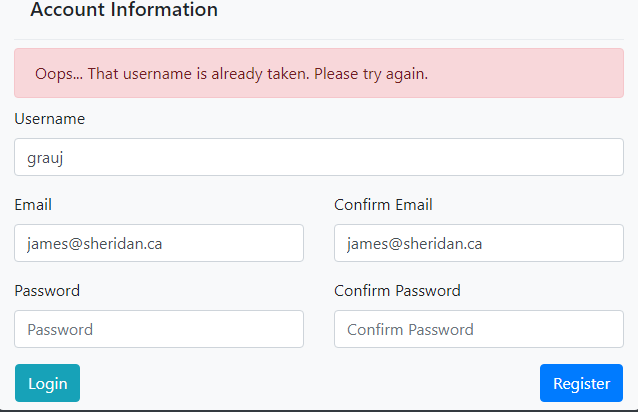 Account Information
Oops... That username is already taken. Please try again.
Username
grauj
Email Confirm Email
james@sheridan.ca james@sheridan.ca
Password Confirm Password
Password Confirm Password
Login Register